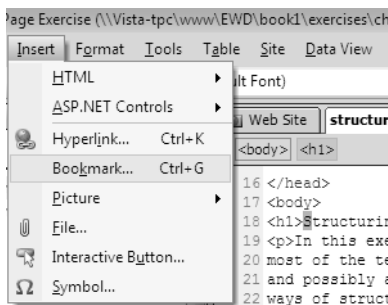 Page Exercise (\\Vista-tpc\www\EWD\book1\exercises\ch
Insert Format Tools Table Site Data View
HTML
ult Font)
ASP.NET Controls
Web Site structur
Hyperlink... Ctrl+K
<body> <h1>
Bookmark... Ctrl+G
16 </head>
Picture
17 <body>
18 <h1>Structurin
File...
19 <p>In this exe
Interactive Button...
20 most of the te
21 and possibly a
Symbol...
22 ways of struct